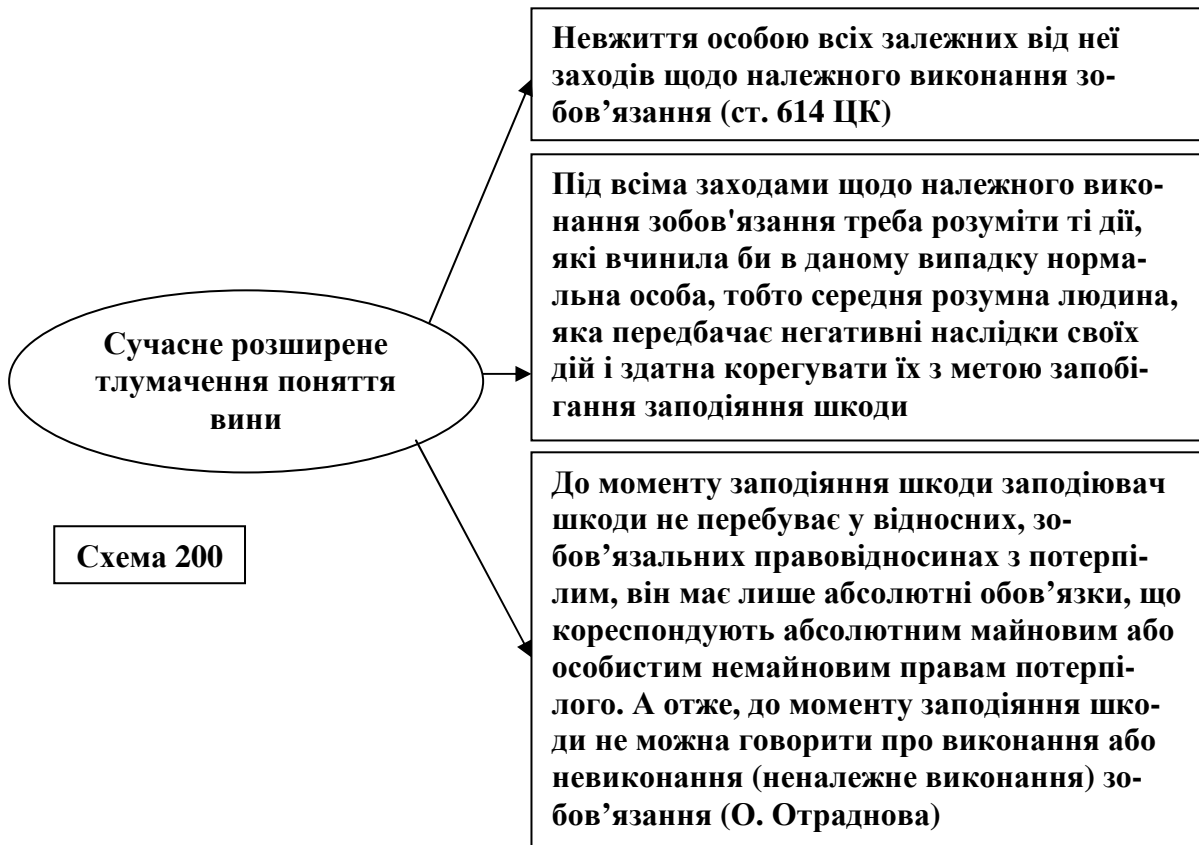 Невжиття особою всіх залежних від неї
заходів щодо належного виконання зо-
бов’язання (ст. 614 ЦК)
Під всіма заходами щодо належного вико-
нання зобов'язання треба розуміти ті дії,
які вчинила би в даному випадку норма-
льна особа, тобто середня розумна людина,
яка передбачає негативні наслідки своїх
дій і здатна корегувати їх з метою запобі-
гання заподіяння шкоди
Сучасне розширене
тлумачення поняття
вини
До моменту заподіяння шкоди заподіювач
шкоди не перебуває у відносних, зо-
бов’язальних правовідносинах з потерпі-
лим, він має лише абсолютні обов’язки, що
кореспондують абсолютним майновим або
особистим немайновим правам потерпі-
лого. А отже, до моменту заподіяння шко-
ди не можна говорити про виконання або
невиконання (неналежне виконання) зо-
бов’язання (О. Отраднова)
Схема 200